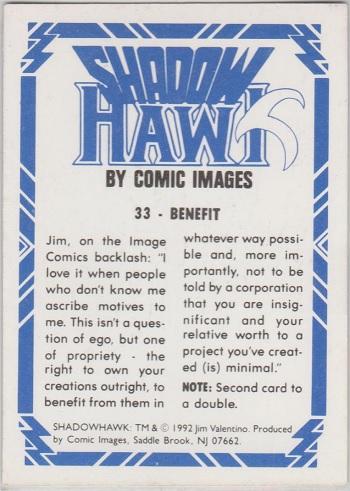 SHADOW
HAWK
BY COMIC IMAGES
33 - BENEFIT
Jim, on the Image
Comics backlash: "I
love it when people
who don't know me
ascribe motives to
me. This isn't a ques-
tion of ego, but one
of propriety - the
right to own your
creations outright, to
benefit from them in
whatever way possi-
ble and, more im-
portantly, not to be
told by a corporation
that you are insig-
nificant and your
relative worth to a
project you've creat-
ed (is) minimal."
NOTE: Second card to
a double.
SHADOWHAWK: TM & © 1992 Jim Valentino. Produced
by Comic Images, Saddle Brook, NJ 07662.